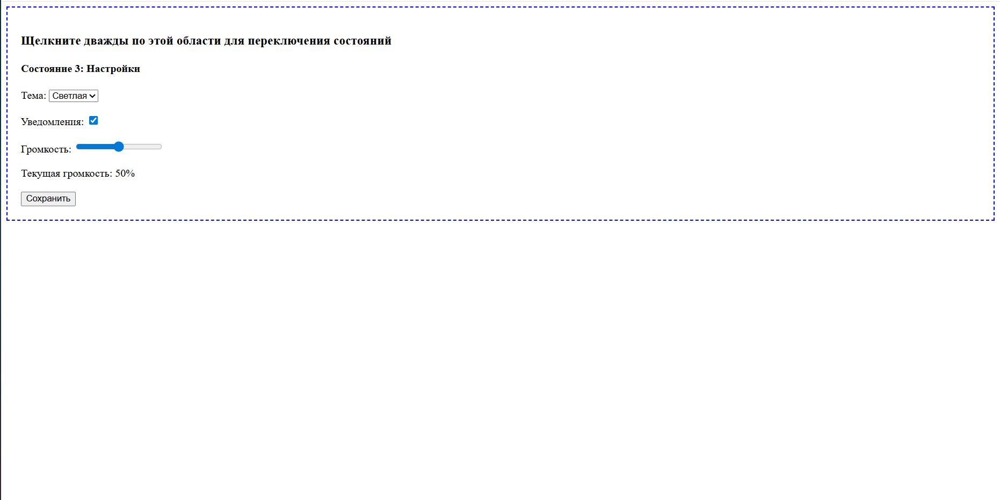 Щелкните дважды по этой области для переключения состояний
Состояние 3: Настройки
Тема: Светлая
Уведомления:
Громкость:
Текущая громкость: 50%
Сохранить